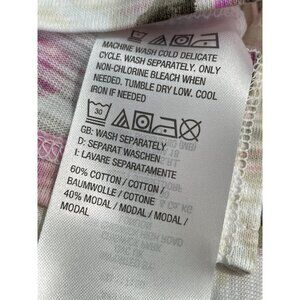 MACHINE WASH COLD DELICATE
CYCLE. WASH SEPARATELY. ONLY
NON-CHLORINE BLEACH WHEN
NEEDED, TUMBLE DRY LOW. COOL
IRON IF NEEDED
30
GB: WASH SEPARATELY
D: SEPARAT WASCHEN
I: LAVARE SEPARATAMENTE
60% COTTON / COTTON /
BAUMWOLLE / COTONE
40% MODAL / MODAL / MODAL /
MODAL